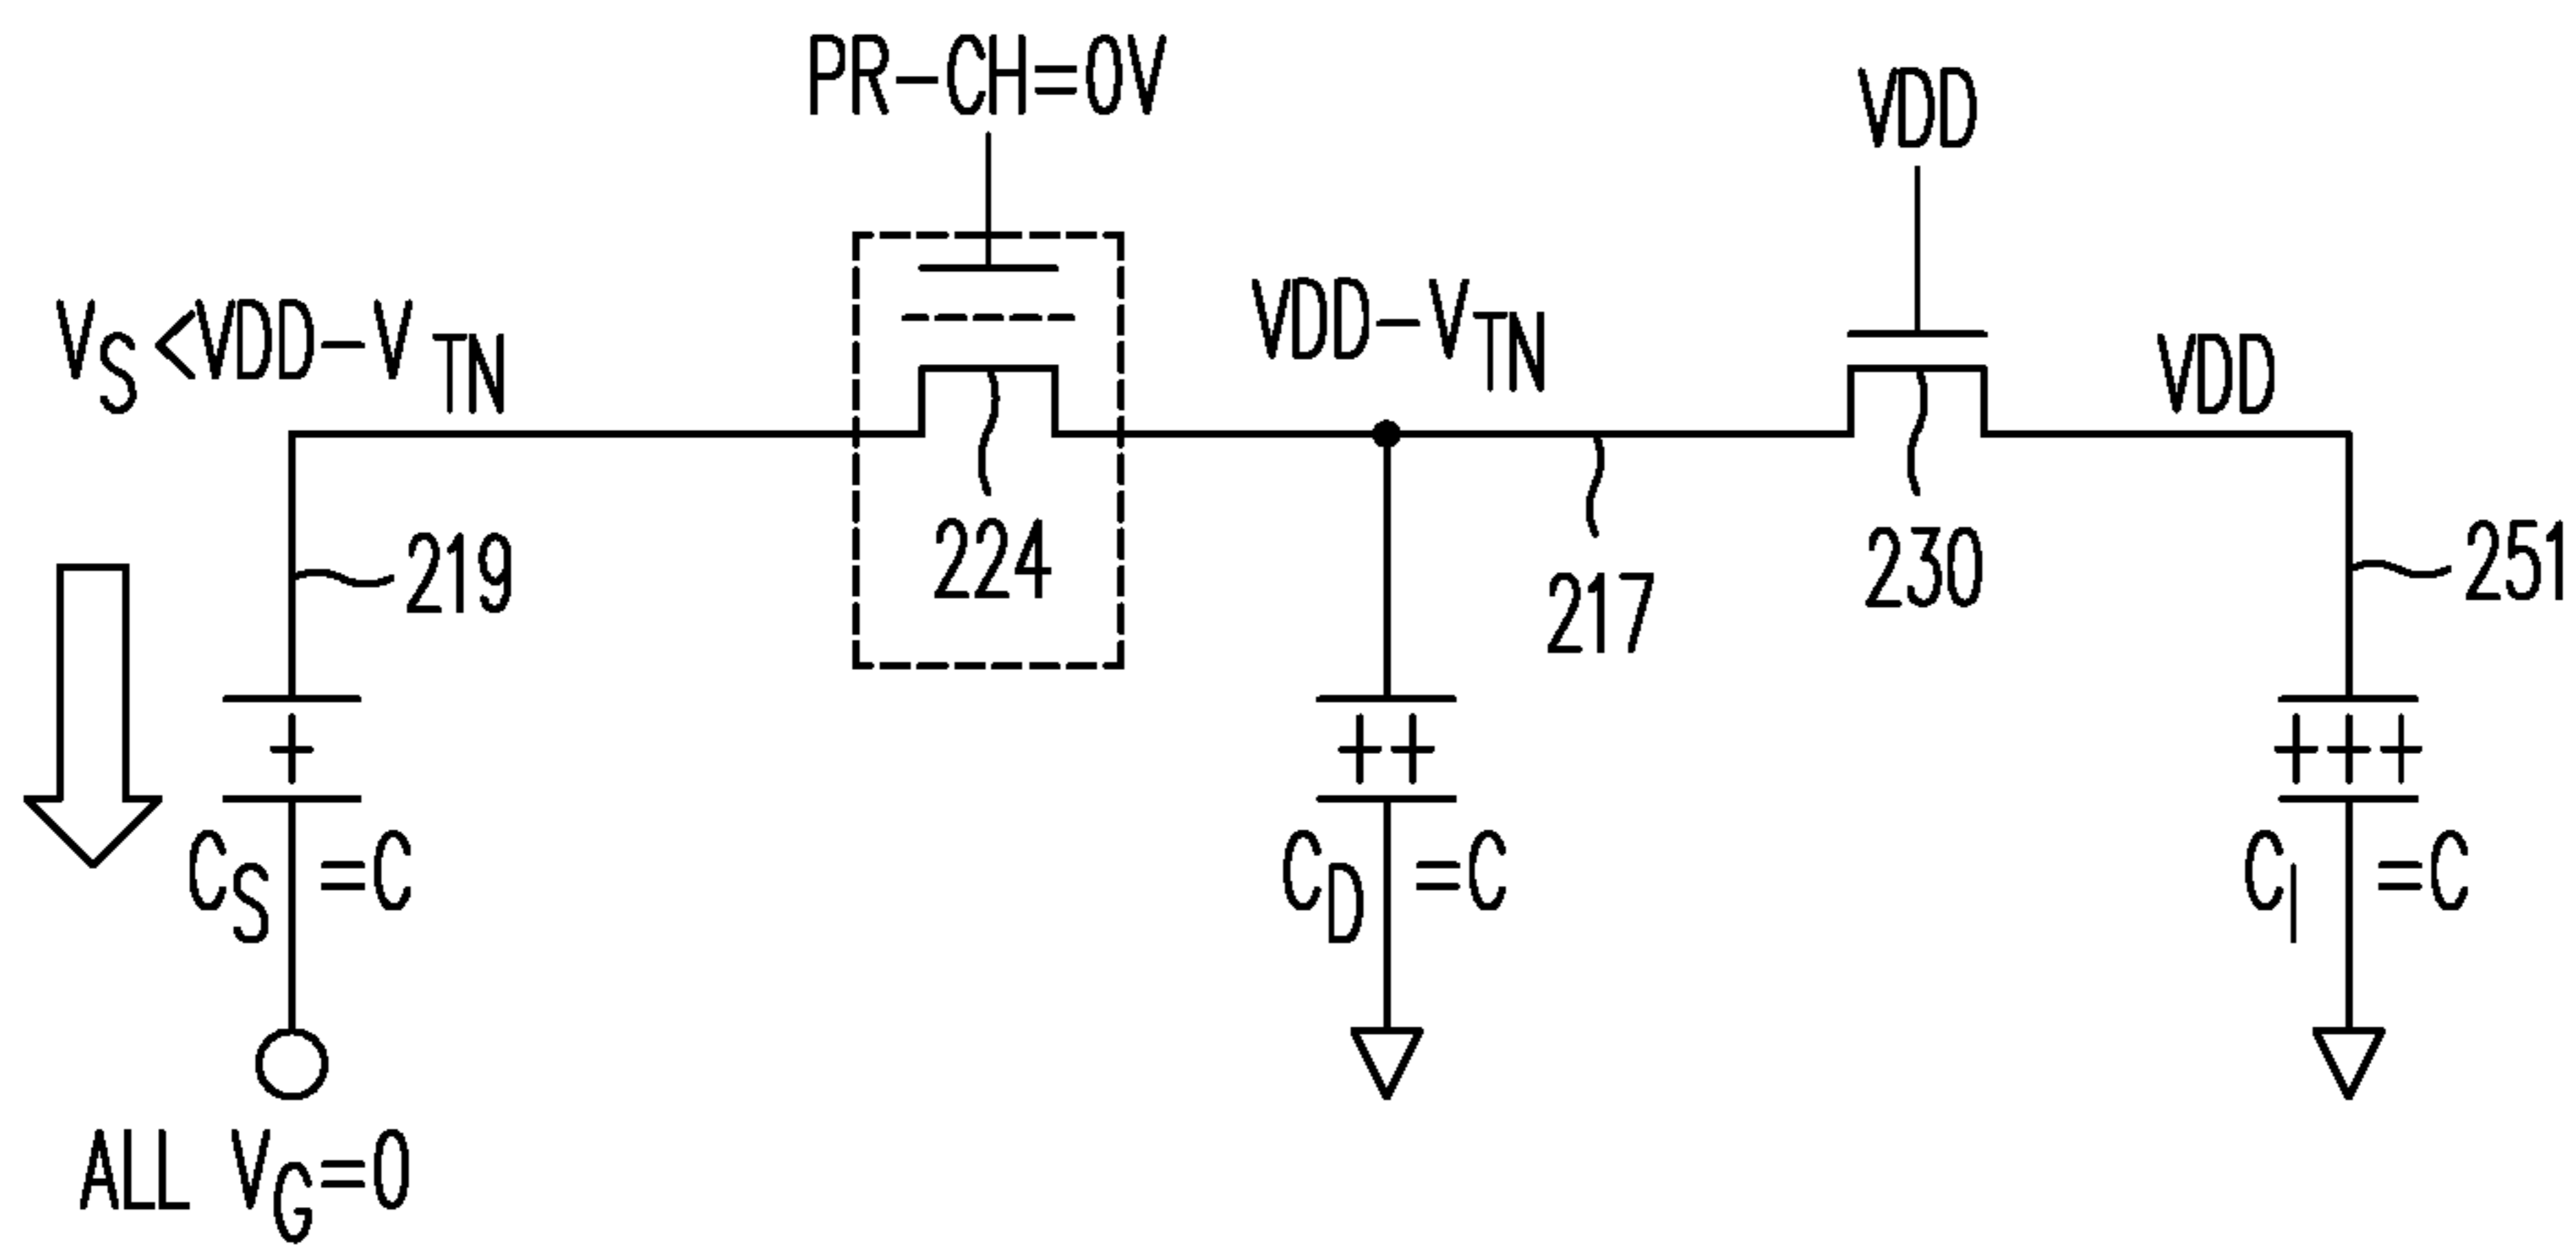 PR-CH=0V
VDD
VS<VDD-VTN
VDD-VTN
VDD
219
224
217
230
251
+
++
+++
CS=C
CD=C
CI=C
ALL VG=0